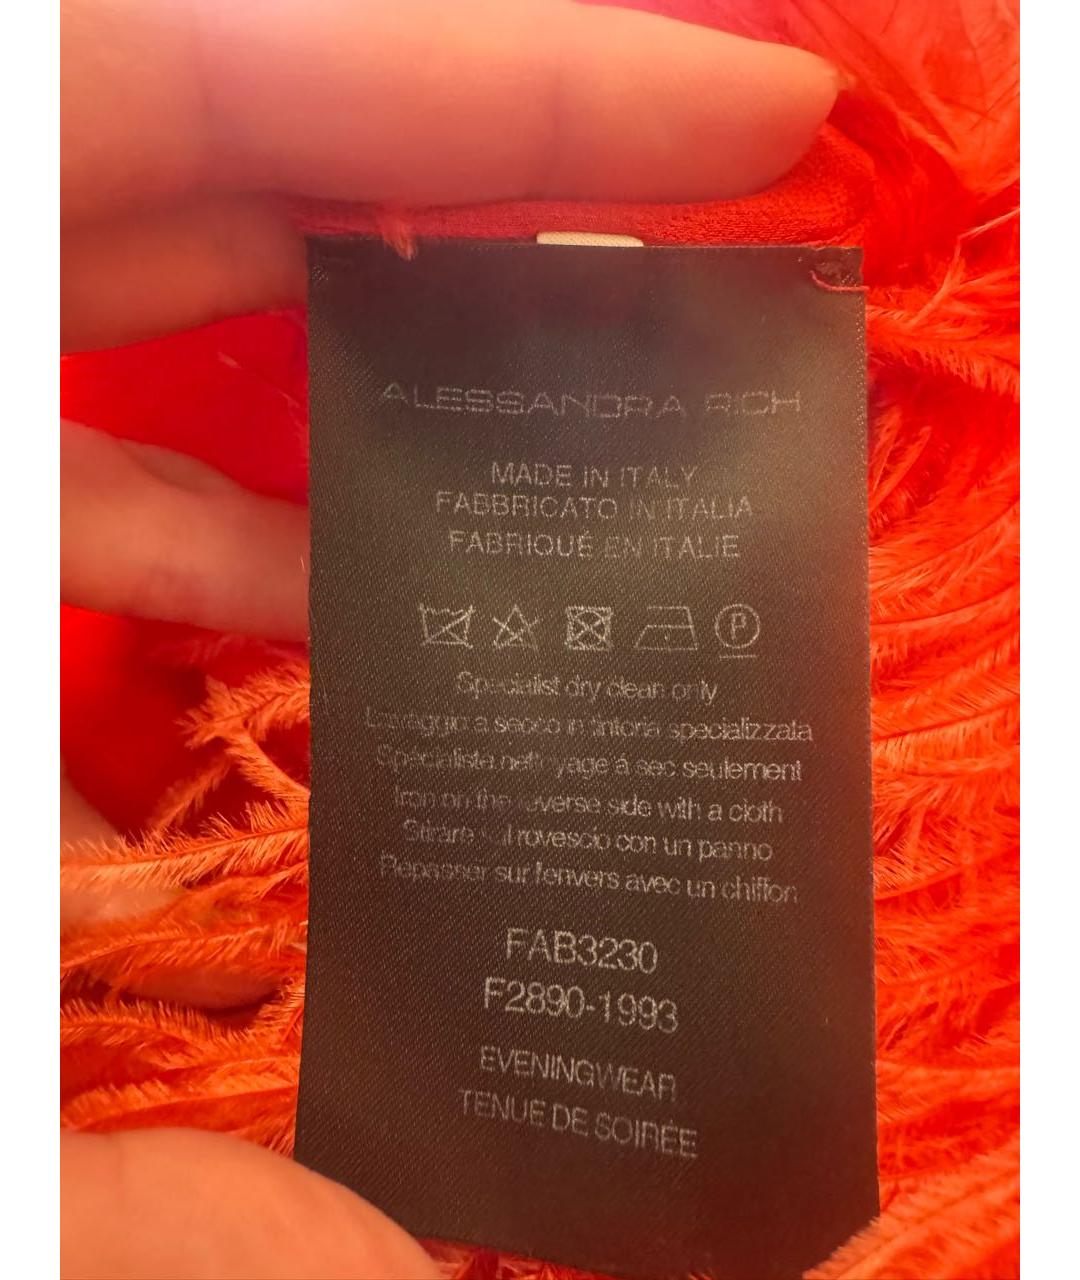 ALESSANDRA RICH
MADE IN ITALY
FABBRICATO IN ITALIA
FABRIQUÉ EN ITALIE
P
Specialist dry clean only
Lavaggio a secco in tintoria specializzata
Spécialiste nettoyage á sec seulement
Iron on the reverse side with a cloth
Stirare sul rovescio con un panno
Repasser sur l'envers avec un chiffon
FAB3230
F2890-1993
EVENINGWEAR
TENUE DE SOIRÉE